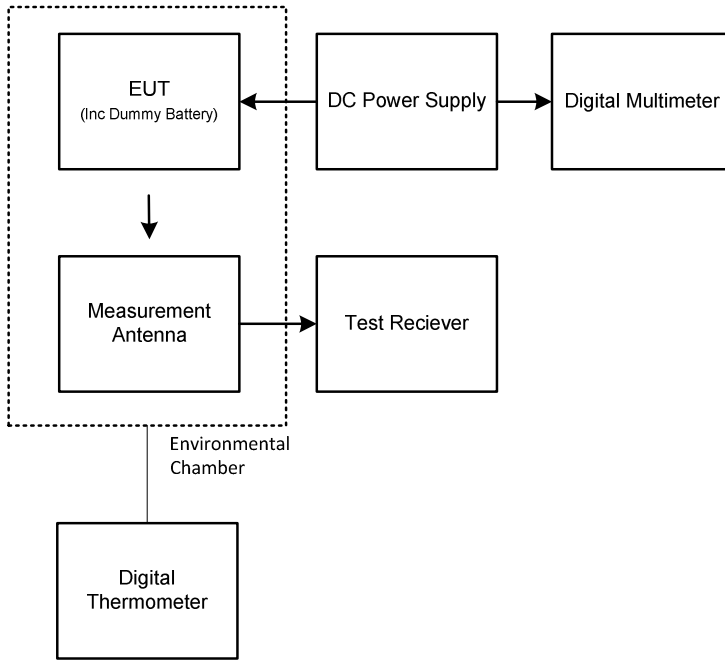 EUT
(Inc Dummy Battery)
DC Power Supply
Digital Multimeter
Measurement
Antenna
Test Reciever
Environmental
Chamber
Digital
Thermometer